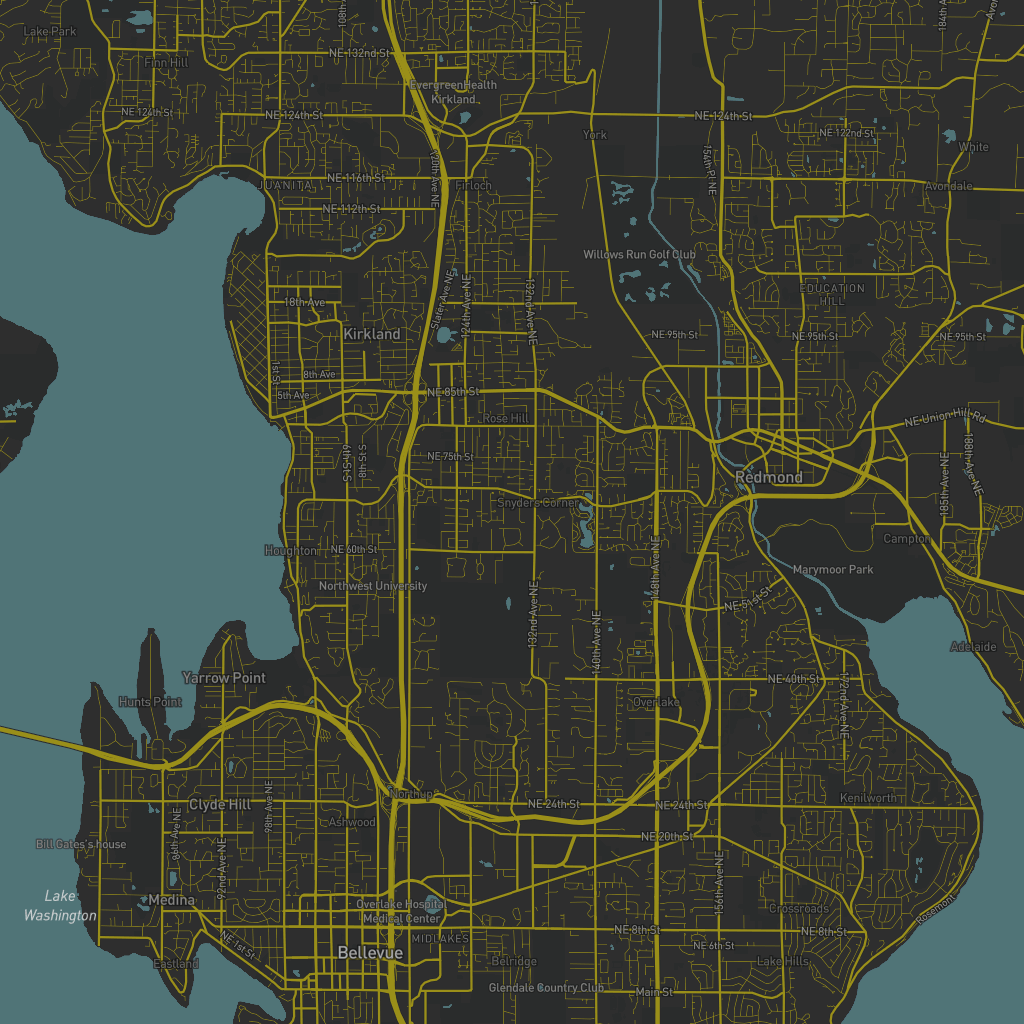 Lake Park
108th A
184th A
Avo
NE 132nd St
Finn Hill
EvergreenHealth
Kirkland
NE 124th St
NE 124th St
NE 124th St
York
NE 122nd St
White
120th Ave NE
154th Pl NE
NE 116th St
JUANITA
Firloch
Avondale
NE 112th St
Willows Run Golf Club
Slater Ave NE
124th Ave NE
132nd Ave NE
EDUCATION
HILL
18th Ave
Kirkland
NE 95th St
NE 95th St
NE 95th St
1st St
8th Ave
5th Ave
NE 85th St
Rose Hill
NE Union Hill Rd
6th St S
8th St S
NE 75th St
185th Ave NE
188th Ave NE
Redmond
Snyders Corner
Houghton
NE 60th St
148th Ave NE
Campton
Northwest University
Marymoor Park
NE 51st St
132nd Ave NE
140th Ave NE
Adelaide
Yarrow Point
NE 40th St
172nd Ave NE
Hunts Point
Overlake
Northup
Clyde Hill
98th Ave NE
NE 24th St
NE 24th St
Kenilworth
Ashwood
86th Ave NE
NE 20th St
Bill Gates's house
92nd Ave NE
156th Ave NE
Lake
Washington
Medina
Overlake Hospital
Medical Center
Crossroads
Rosemont
NE 8th St
NE 8th St
NE 1st St
MIDLAKES
NE 6th St
Bellevue
Eastland
Belridge
Lake Hills
Glendale Country Club
Main St